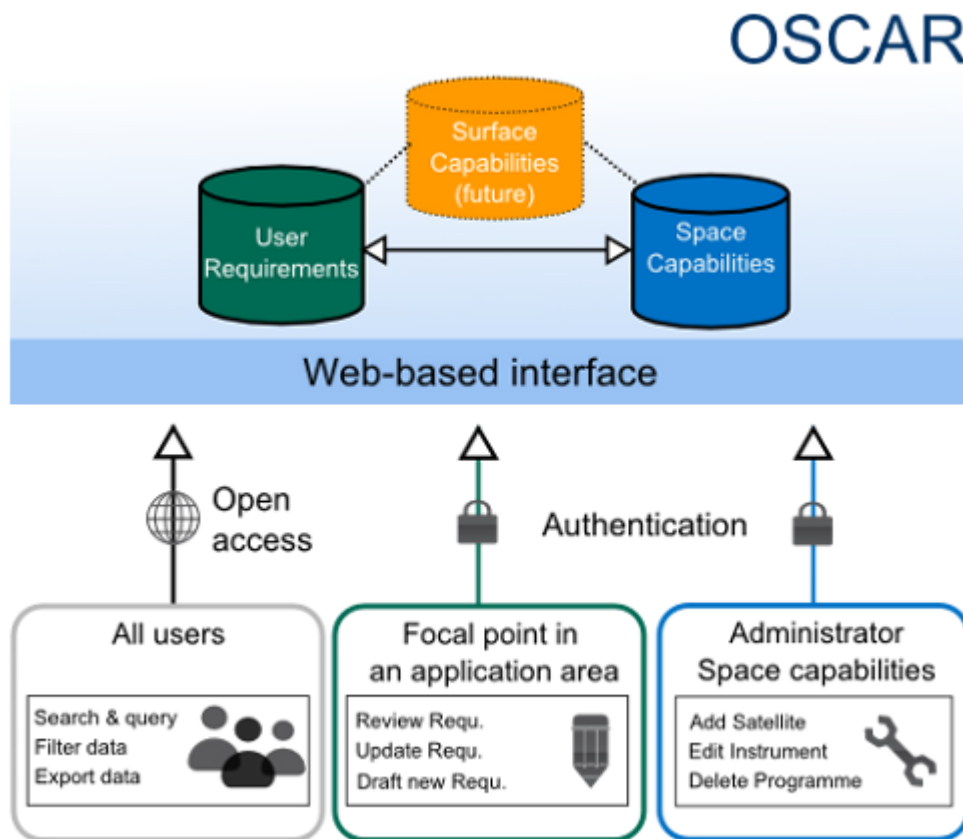 OSCAR
Surface
Capabilities
(future)
User
Requirements
Space
Capabilities
Web-based interface
Open
access
Authentication
All users
Search & query
Filter data
Export data
Focal point in
an application area
Review Requ.
Update Requ.
Draft new Requ.
Administrator
Space capabilities
Add Satellite
Edit Instrument
Delete Programme